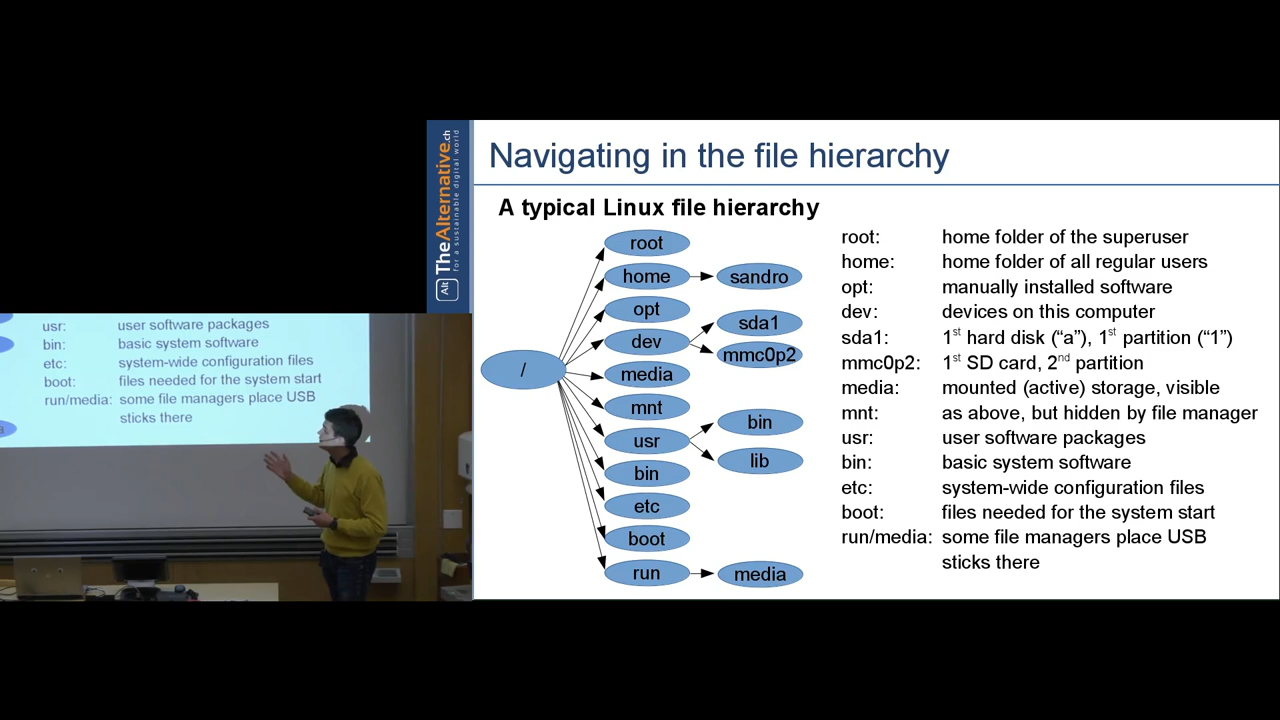 Alt TheAlternative.ch
for a sustainable digital world
Navigating in the file hierarchy
A typical Linux file hierarchy
/
root
home
sandro
opt
dev
sda1
mmc0p2
media
mnt
usr
bin
lib
bin
etc
boot
run
media
root: home folder of the superuser
home: home folder of all regular users
opt: manually installed software
dev: devices on this computer
sda1: 1st hard disk (“a”), 1st partition (“1”)
mmc0p2: 1st SD card, 2nd partition
media: mounted (active) storage, visible
mnt: as above, but hidden by file manager
usr: user software packages
bin: basic system software
etc: system-wide configuration files
boot: files needed for the system start
run/media: some file managers place USB
sticks there
usr: user software packages
bin: basic system software
etc: system-wide configuration files
boot: files needed for the system start
run/media: some file managers place USB
sticks there